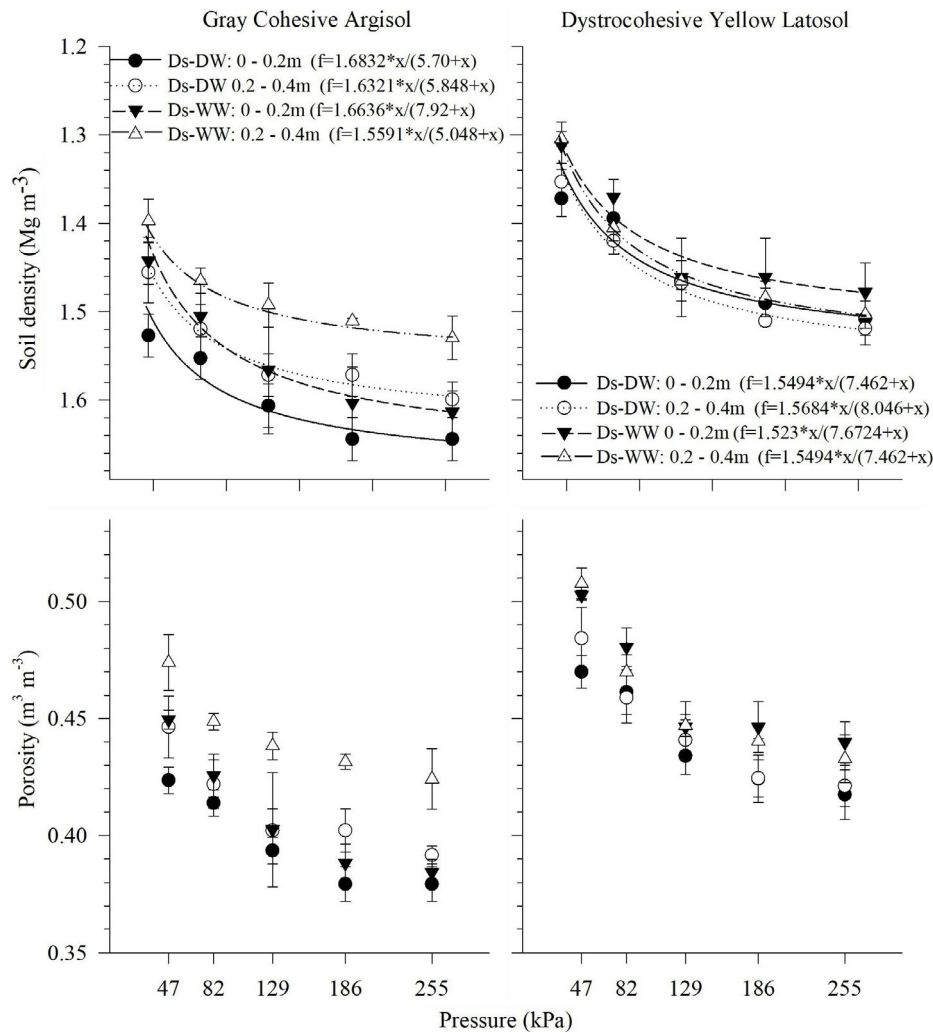 Gray Cohesive Argisol
Dystrocohesive Yellow Latosol
Ds-DW: 0 - 0.2m (f=1.6832*x/(5.70+x)
Ds-DW 0.2 - 0.4m (f=1.6321*x/(5.848+x)
Ds-WW: 0 - 0.2m (f=1.6636*x/(7.92+x)
Ds-WW: 0.2 - 0.4m (f=1.5591*x/(5.048+x)
1.2
1.3
1.4
1.5
1.6
Soil density (Mg m-3)
Ds-DW: 0 - 0.2m (f=1.5494*x/(7.462+x)
Ds-DW: 0.2 - 0.4m (f=1.5684*x/(8.046+x)
Ds-WW 0 - 0.2m (f=1.523*x/(7.6724+x)
Ds-WW: 0.2 - 0.4m (f=1.5494*x/(7.462+x)
0.50
0.45
0.40
0.35
Porosity (m3 m-3)
47 82 129 186 255
47 82 129 186 255
Pressure (kPa)